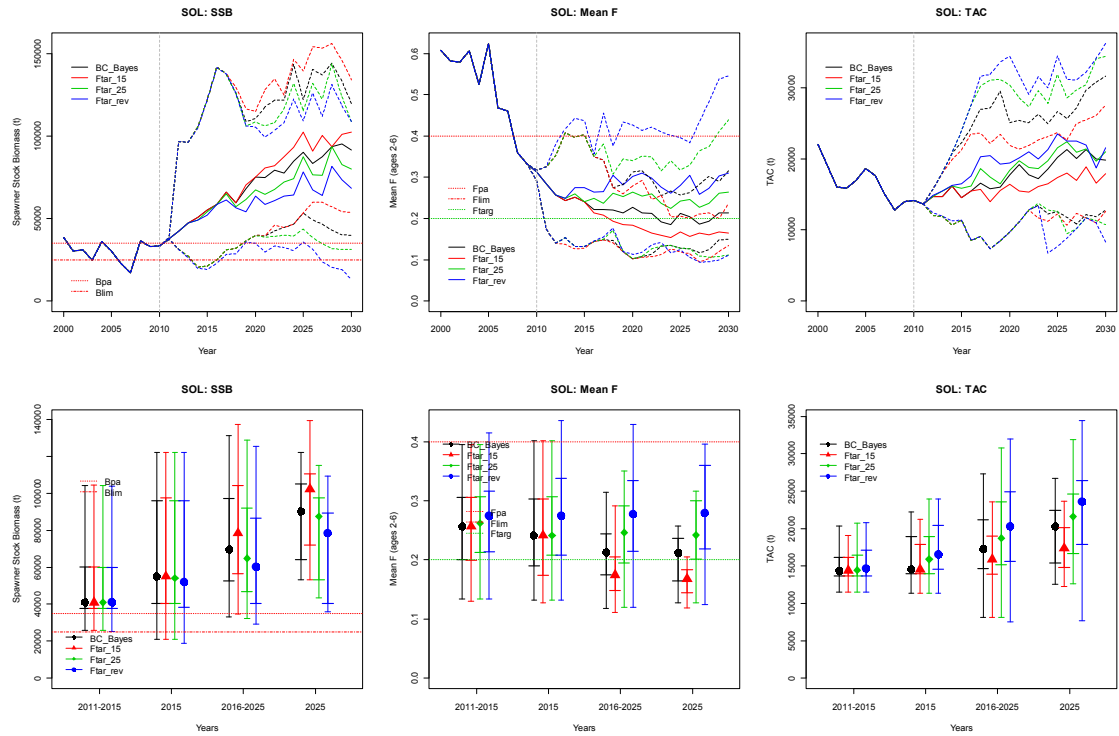 SOL: SSB
Spawner Stock Biomass (t)
0
50000
100000
150000
BC_Bayes
Ftar_15
Ftar_25
Ftar_rev
Bpa
Blim
2000
2005
2010
2015
2020
2025
2030
Year
SOL: Mean F
Mean F (ages 2-6)
0.0
0.1
0.2
0.3
0.4
0.5
0.6
Fpa
Flim
Ftarg
BC_Bayes
Ftar_15
Ftar_25
Ftar_rev
2000
2005
2010
2015
2020
2025
2030
Year
SOL: TAC
TAC (t)
0
10000
20000
30000
BC_Bayes
Ftar_15
Ftar_25
Ftar_rev
2000
2005
2010
2015
2020
2025
2030
Year
SOL: SSB
Spawner Stock Biomass (t)
0
20000
40000
60000
80000
100000
140000
Bpa
Blim
BC_Bayes
Ftar_15
Ftar_25
Ftar_rev
2011-2015
2015
2016-2025
2025
Years
SOL: Mean F
Mean F (ages 2-6)
0.0
0.1
0.2
0.3
0.4
BC_Bayes
Ftar_15
Ftar_25
Ftar_rev
Fpa
Flim
Ftarg
2011-2015
2015
2016-2025
2025
Years
SOL: TAC
TAC (t)
0
5000
10000
15000
20000
25000
30000
35000
BC_Bayes
Ftar_15
Ftar_25
Ftar_rev
2011-2015
2015
2016-2025
2025
Years